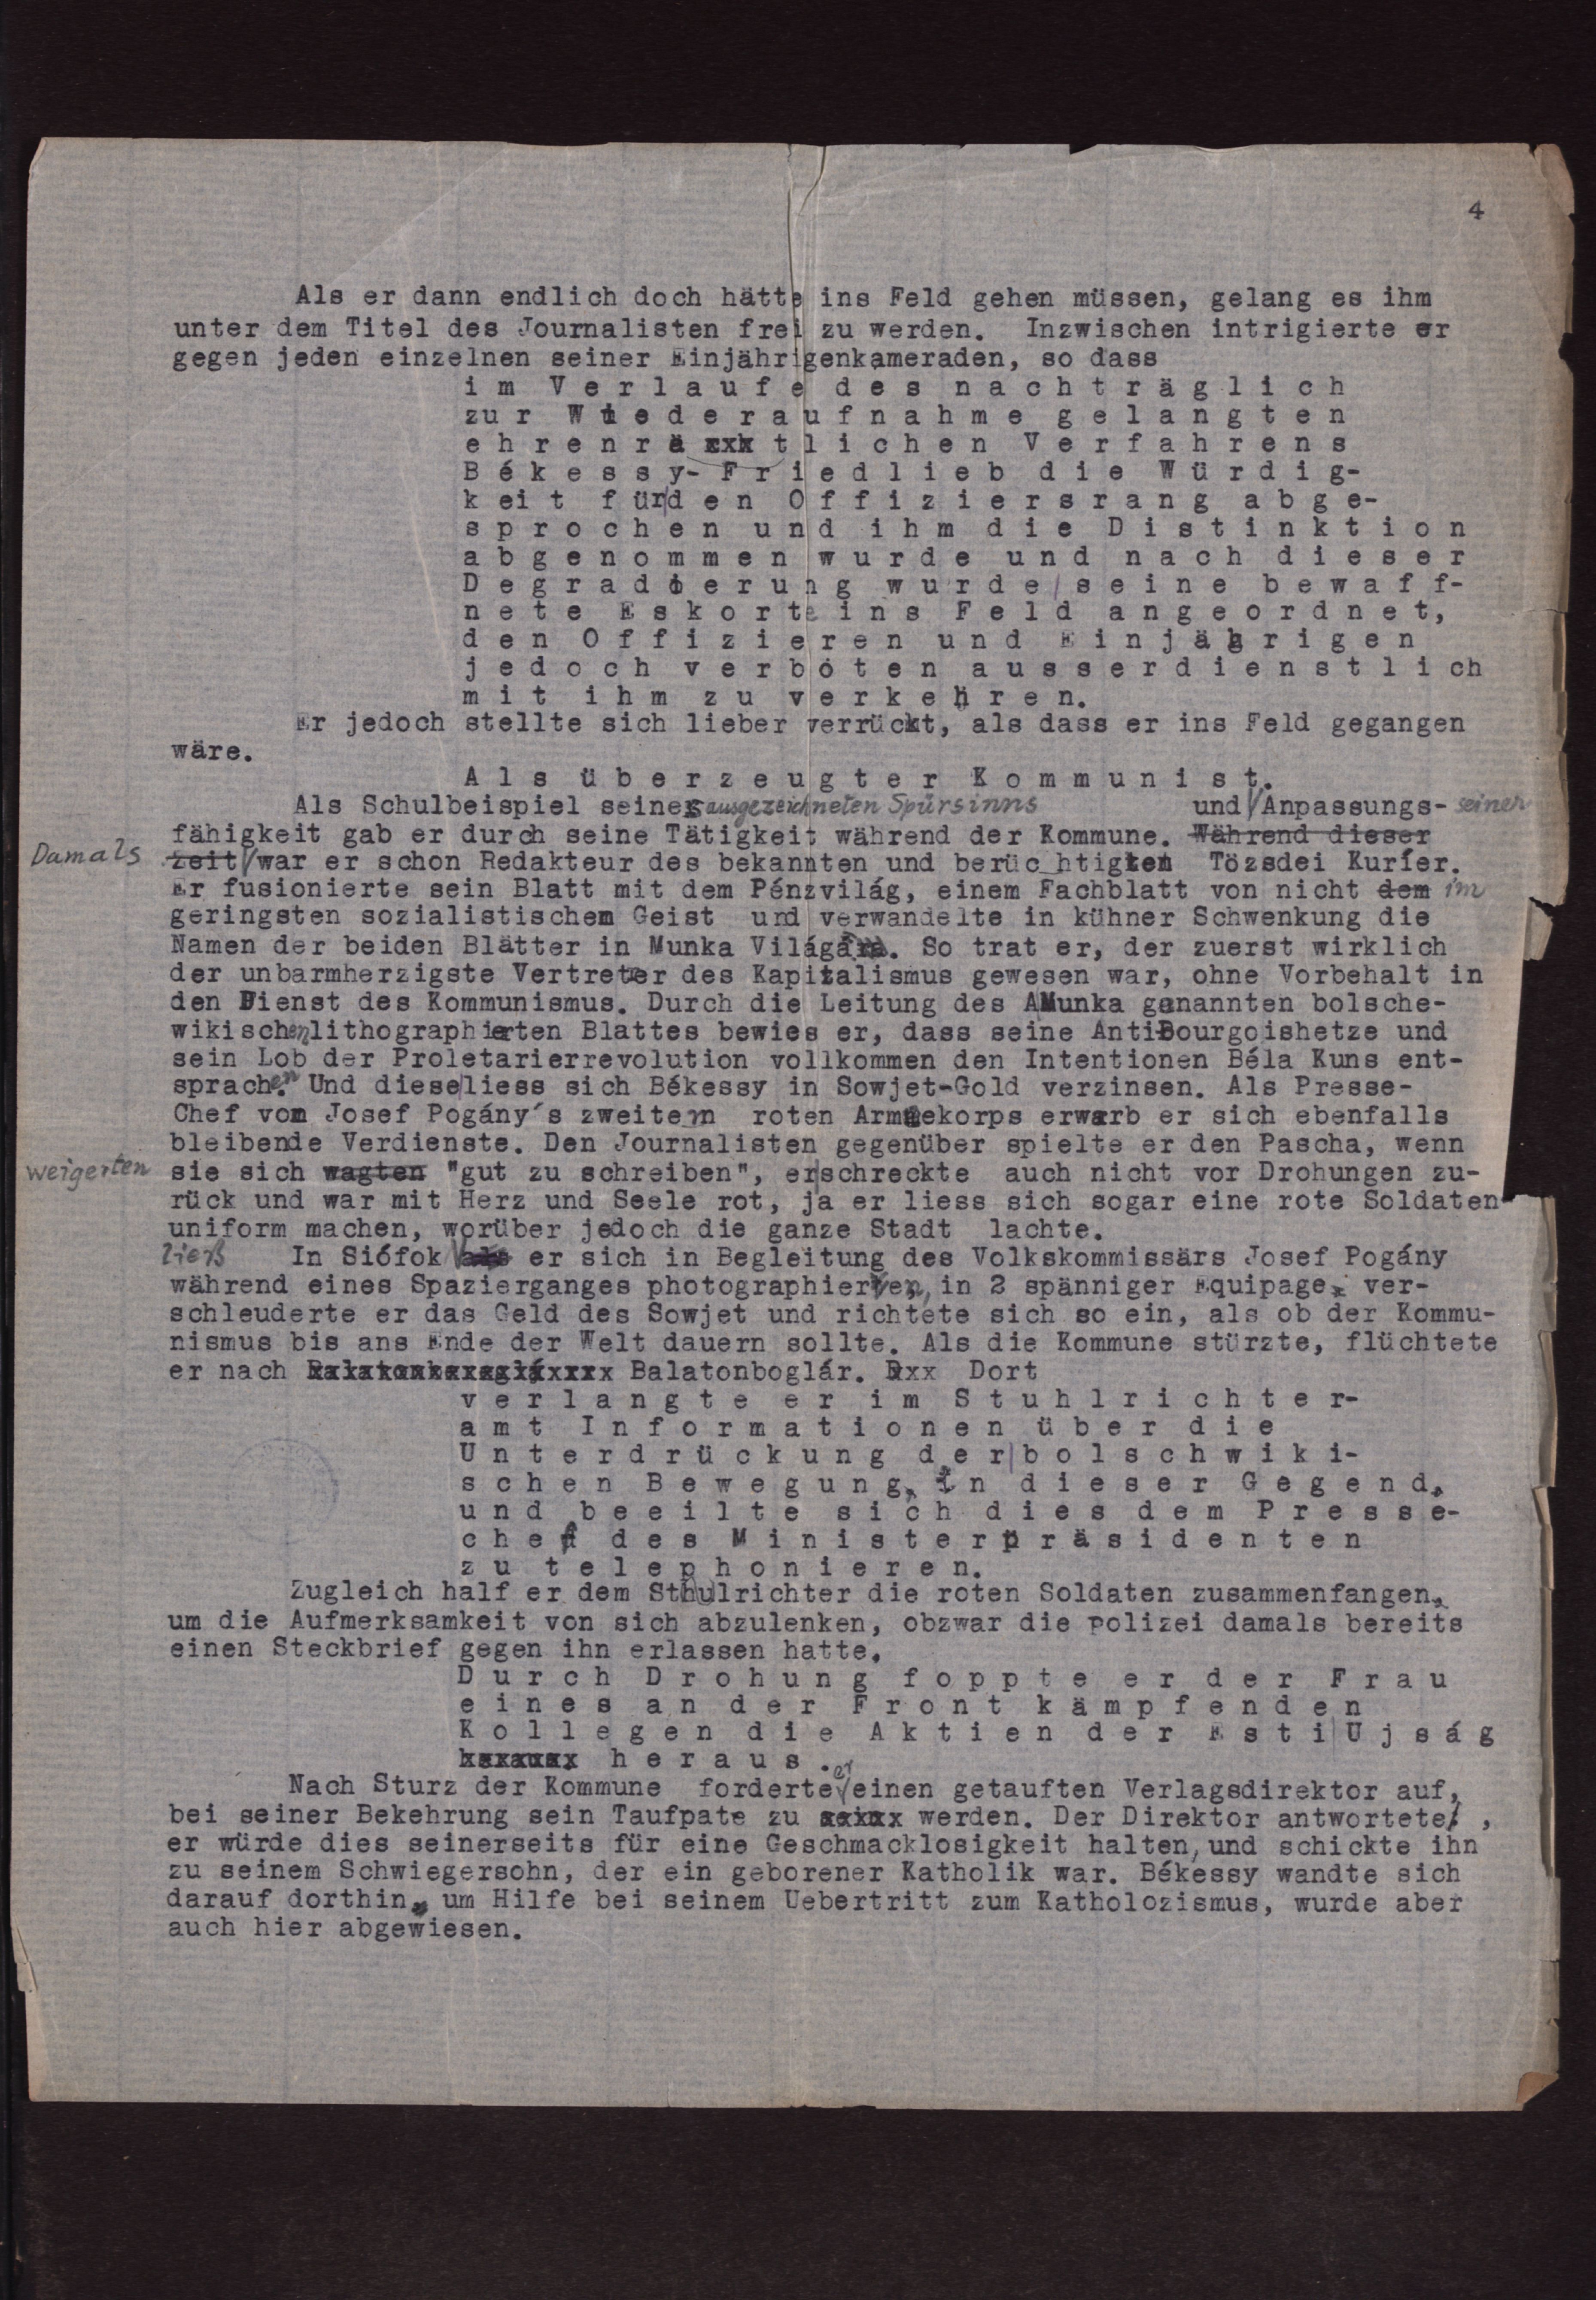 4
Als er dann endlich doch hätte ins Feld gehen müssen, gelang es ihm
unter dem Titel des Journalisten frei zu werden. Inzwischen intrigierte er
gegen jeden einzelnen seiner Einjährigenkameraden, so dass
im Verlaufe des nachträglich
zur Wiederaufnahme gelangten
ehrenrätlichen Verfahrens
Békessy-Friedlieb die Würdig-
keit für den Offiziersrang abge-
sprochen und ihm die Distinktion
abgenommen wurde und nach dieser
Degradierung wurde seine bewaff-
nete Eskorte ins Feld angeordnet,
den Offizieren und Einjährigen
jedoch verboten ausserdienstlich
mit ihm zu verkehren.
Er jedoch stellte sich lieber verrückt, als dass er ins Feld gegangen
wäre.
Als überzeugter Kommunist.
Als Schulbeispiel seines ausgezeichneten Spürsinns und seiner Anpassungs-
fähigkeit gab er durch seine Tätigkeit während der Kommune. Während dieser
Zeit Damals war er schon Redakteur des bekannten und berüchtigten Tözsdei Kuríer.
Er fusionierte sein Blatt mit dem Pénzvilág, einem Fachblatt von nicht dem im
geringsten sozialistischem Geist und verwandelte in kühner Schwenkung die
Namen der beiden Blätter in Munka Világa. So trat er, der zuerst wirklich
der unbarmherzigste Vertreter des Kapitalismus gewesen war, ohne Vorbehalt in
den Dienst des Kommunismus. Durch die Leitung des AMunka genannten bolsche-
wikischen lithographierten Blattes bewies er, dass seine AntiBourgoishetze und
sein Lob der Proletarierrevolution vollkommen den Intentionen Béla Kuns ent-
sprachen. Und diese liess sich Békessy in Sowjet-Gold verzinsen. Als Presse-
Chef von Josef Pogány's zweitem roten Armeekorps erwarb er sich ebenfalls
bleibende Verdienste. Den Journalisten gegenüber spielte er den Pascha, wenn
sie sich wagten weigerten "gut zu schreiben", erschreckte auch nicht vor Drohungen zu-
rück und war mit Herz und Seele rot, ja er liess sich sogar eine rote Soldaten-
uniform machen, worüber jedoch die ganze Stadt lachte.
In Siófok ließ er sich in Begleitung des Volkskommissärs Josef Pogány
während eines Spazierganges photographieren, in 2 spänniger Equipage ver-
schleuderte er das Geld des Sowjet und richtete sich so ein, als ob der Kommu-
nismus bis ans Ende der Welt dauern sollte. Als die Kommune stürzte, flüchtete
er nach Balatonboglár. Dxx Dort
verlangte er im Stuhlrichter-
amt Informationen über die
Unterdrückung der bolschwiki-
schen Bewegung in dieser Gegend,
und beeilte sich dies dem Presse-
chef des Ministerpräsidenten
zu telephonieren.
Zugleich half er dem Stuhlrichter die roten Soldaten zusammenfangen,
um die Aufmerksamkeit von sich abzulenken, obzwar die polizei damals bereits
einen Steckbrief gegen ihn erlassen hatte.
Durch Drohung foppte er der Frau
eines an der Front kämpfenden
Kollegen die Aktien der Esti Ujság
heraus.
Nach Sturz der Kommune forderte er einen getauften Verlagsdirektor auf,
bei seiner Bekehrung sein Taufpate zu werden. Der Direktor antwortete,
er würde dies seinerseits für eine Geschmacklosigkeit halten, und schickte ihn
zu seinem Schwiegersohn, der ein geborener Katholik war. Békessy wandte sich
darauf dorthin um Hilfe bei seinem Uebertritt zum Katholozismus, wurde aber
auch hier abgewiesen.